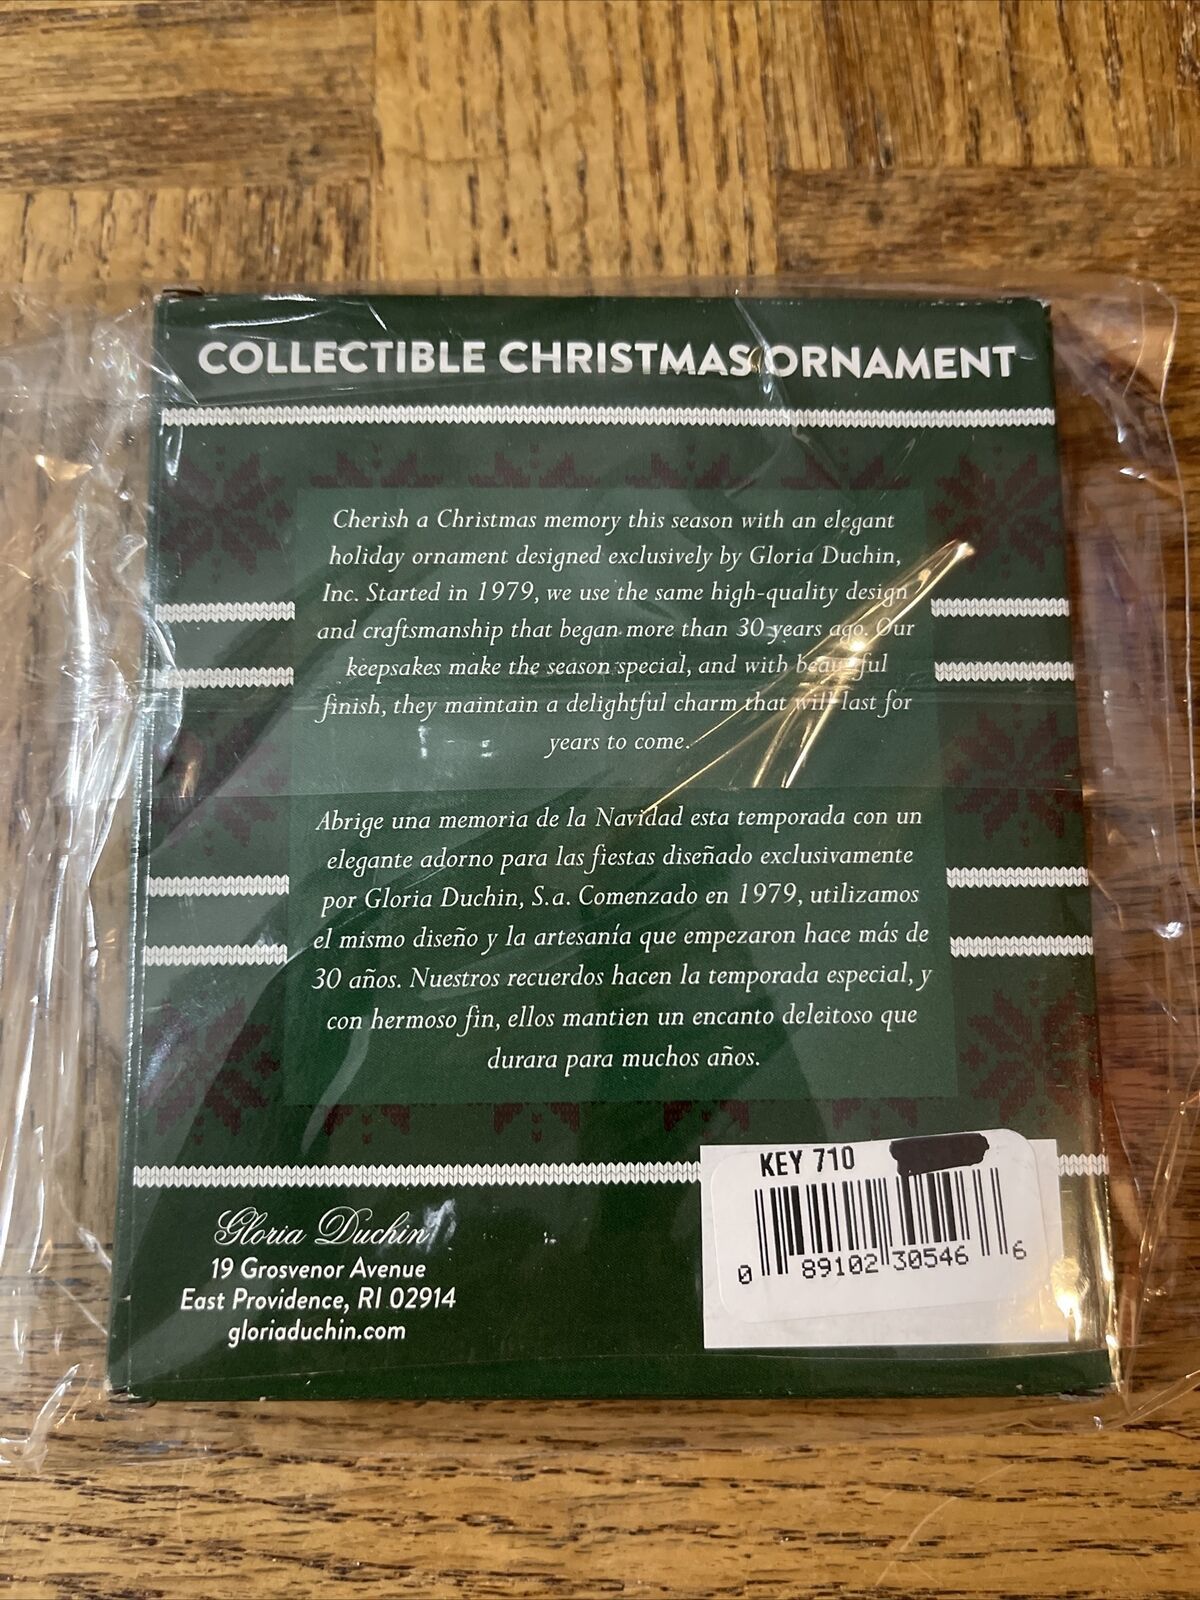 COLLECTIBLE CHRISTMAS ORNAMENT
Cherish a Christmas memory this season with an elegant
holiday ornament designed exclusively by Gloria Duchin,
Inc. Started in 1979, we use the same high-quality design
and craftsmanship that began more than 30 years ago. Our
keepsakes make the season special, and with beautiful
finish, they maintain a delightful charm that will last for
years to come.
Abrige una memoria de la Navidad esta temporada con un
elegante adorno para las fiestas diseñado exclusivamente
por Gloria Duchin, S.a. Comenzado en 1979, utilizamos
el mismo diseño y la artesanía que empezaron hace más de
30 años. Nuestros recuerdos hacen la temporada especial, y
con hermoso fin, ellos mantien un encanto deleitoso que
durara para muchos años.
Gloria Duchin
19 Grosvenor Avenue
East Providence, RI 02914
gloriaduchin.com
KEY 710
0 89102 30546 6